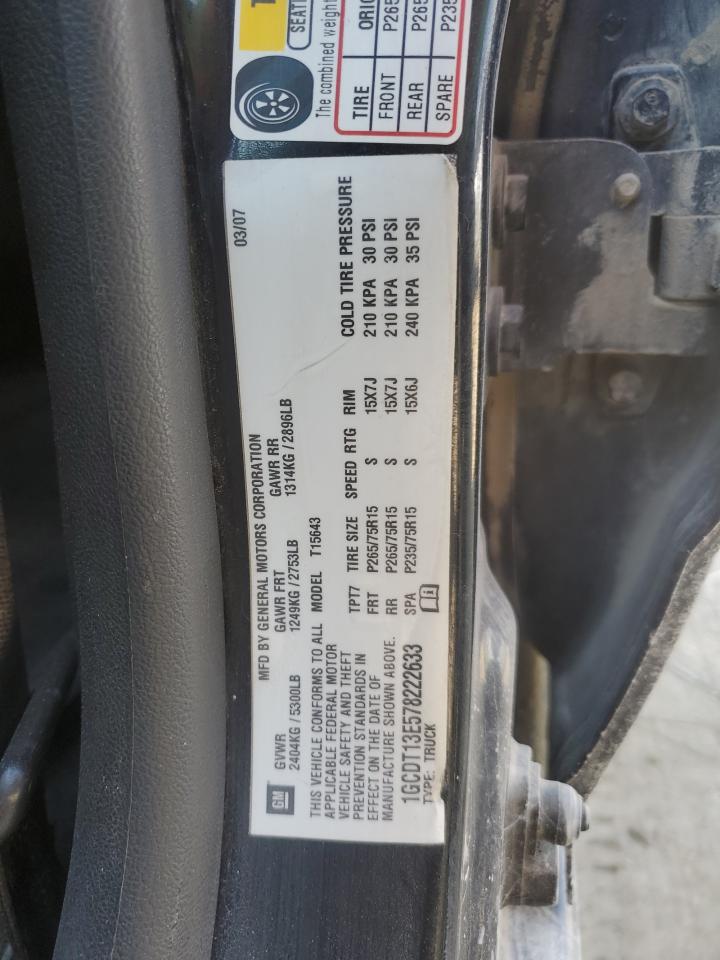 SEATI
The combined weight
TIRE ORIG
FRONT P265
REAR P265
SPARE P235
03/07
MFD BY GENERAL MOTORS CORPORATION
GM
GVWR GAWR FRT GAWR RR
2404KG / 5300LB 1249KG / 2753LB 1314KG / 2896LB
THIS VEHICLE CONFORMS TO ALL
APPLICABLE FEDERAL MOTOR
VEHICLE SAFETY AND THEFT
PREVENTION STANDARDS IN
EFFECT ON THE DATE OF
MANUFACTURE SHOWN ABOVE.
1GCDT13E578222633
TYPE: TRUCK
MODEL T15643
TPT7 TIRE SIZE SPEED RTG RIM COLD TIRE PRESSURE
FRT P265/75R15 S 15X7J 210 KPA 30 PSI
RR P265/75R15 S 15X7J 210 KPA 30 PSI
SPA P235/75R15 S 15X6J 240 KPA 35 PSI